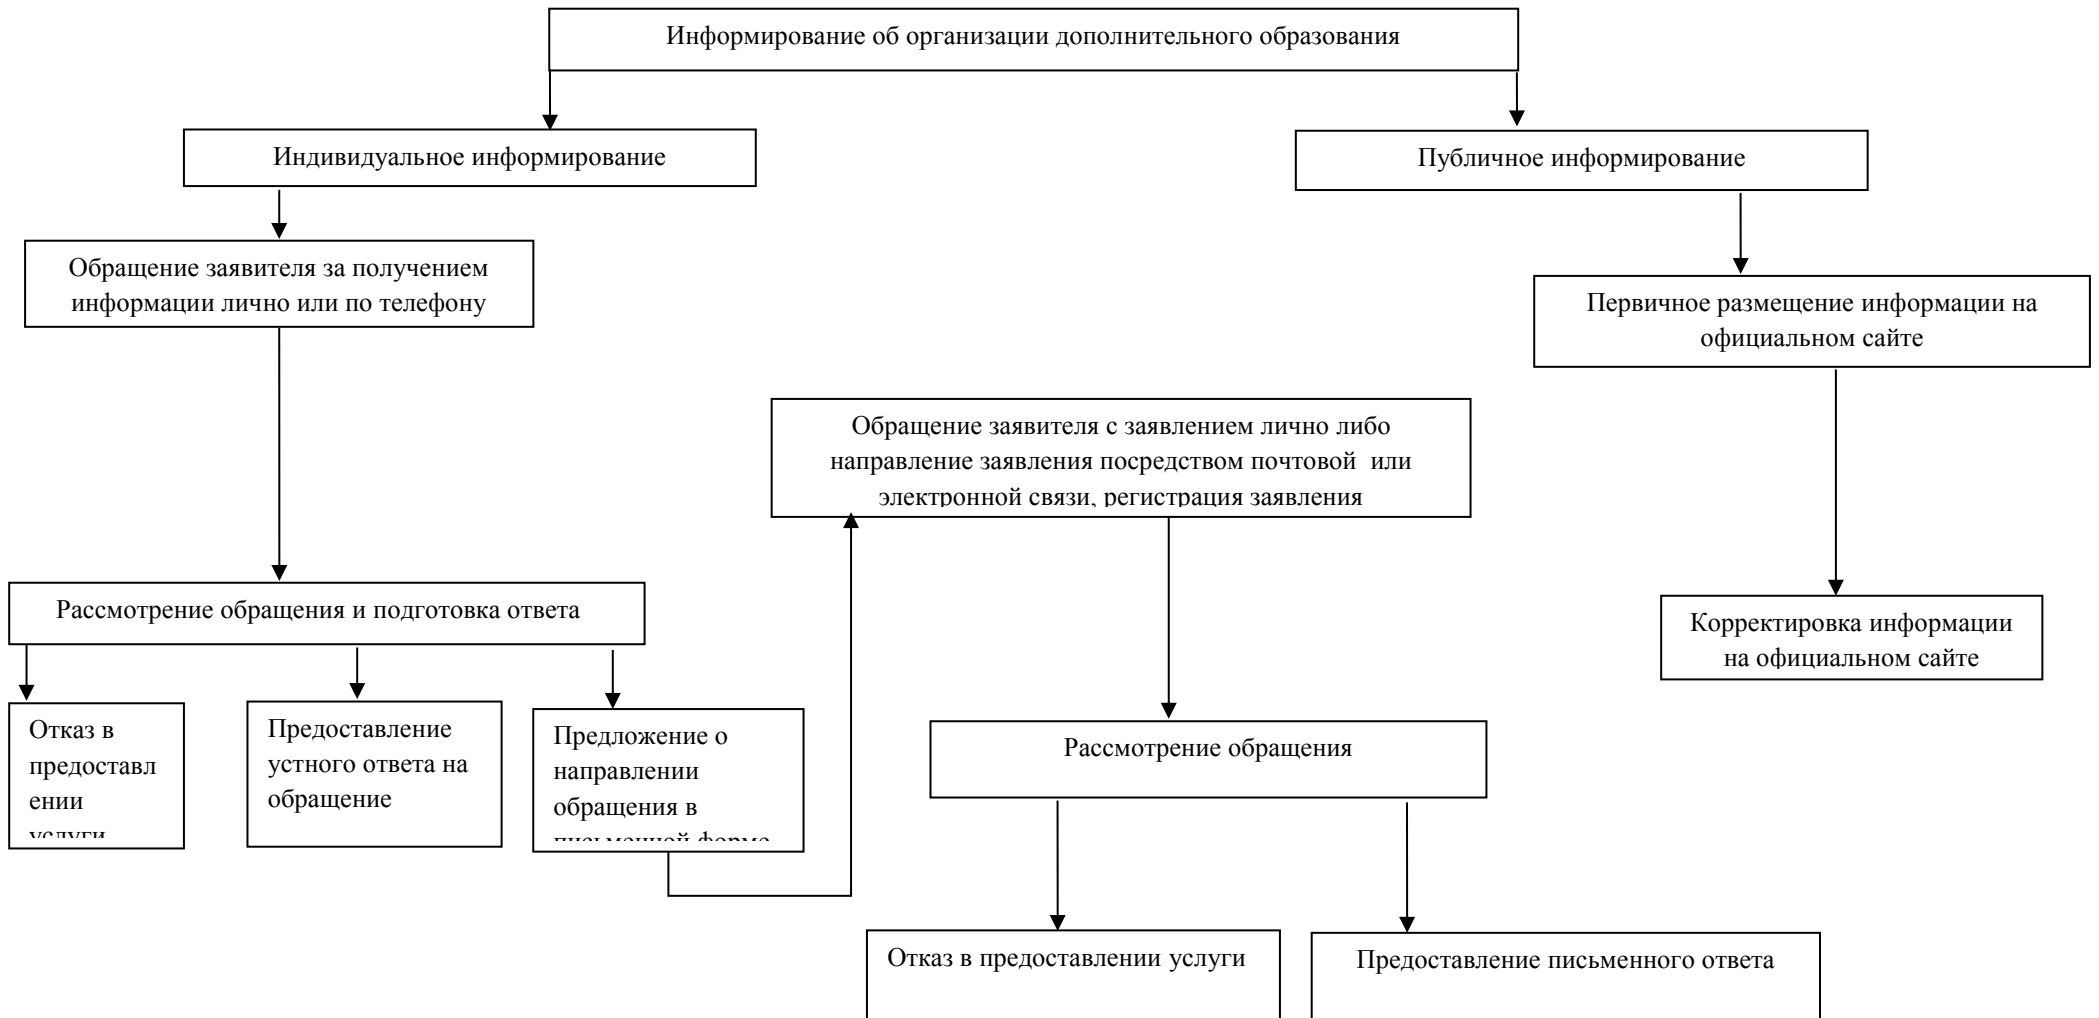 Информирование об организации дополнительного образования
Индивидуальное информирование
Публичное информирование
Обращение заявителя за получением
информации лично или по телефону
Первичное размещение информации на
официальном сайте
Обращение заявителя с заявлением лично либо
направление заявления посредством почтовой  или
электронной связи, регистрация заявления
Рассмотрение обращения и подготовка ответа
Корректировка информации
на официальном сайте
Отказ в
предоставл
ении
услуги
Предоставление
устного ответа на
обращение
Предложение о
направлении
обращения в
письменной форме
Рассмотрение обращения
Отказ в предоставлении услуги
Предоставление письменного ответа